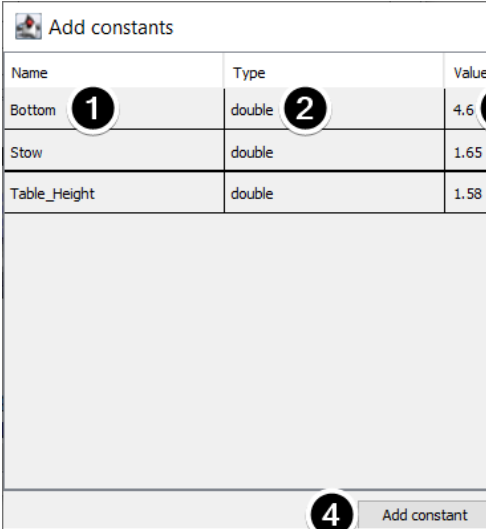 Add constants
Name Type Value
Bottom 1 double 2 4.6
Stow double 1.65
Table_Height double 1.58
4 Add constant